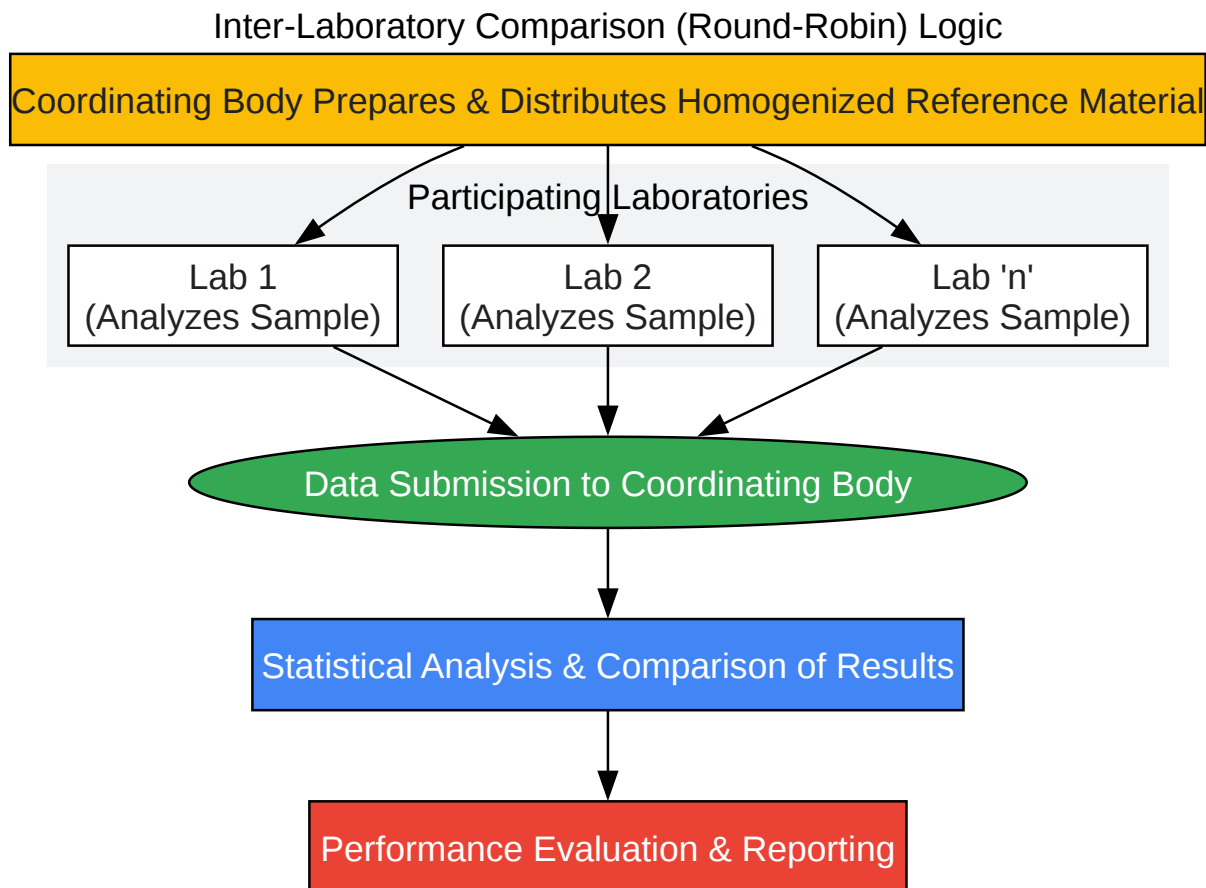 Inter-Laboratory Comparison (Round-Robin) Logic
Coordinating Body Prepares & Distributes Homogenized Reference Material
Participating Laboratories
Lab 1
(Analyzes Sample)
Lab 2
(Analyzes Sample)
Lab 'n'
(Analyzes Sample)
Data Submission to Coordinating Body
Statistical Analysis & Comparison of Results
Performance Evaluation & Reporting